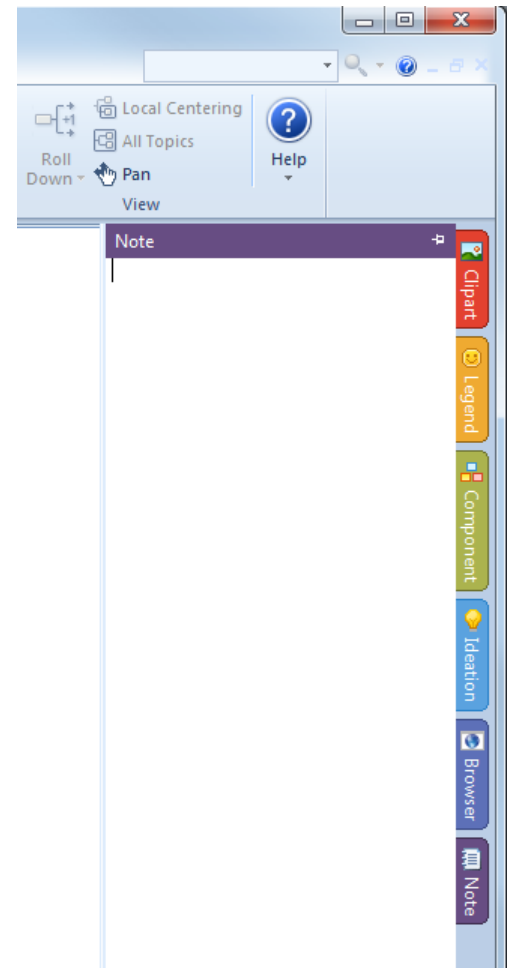 Local Centering
All Topics
Roll
Down
Pan
Help
View
Note
Clipart
Legend
Component
Ideation
Browser
Note